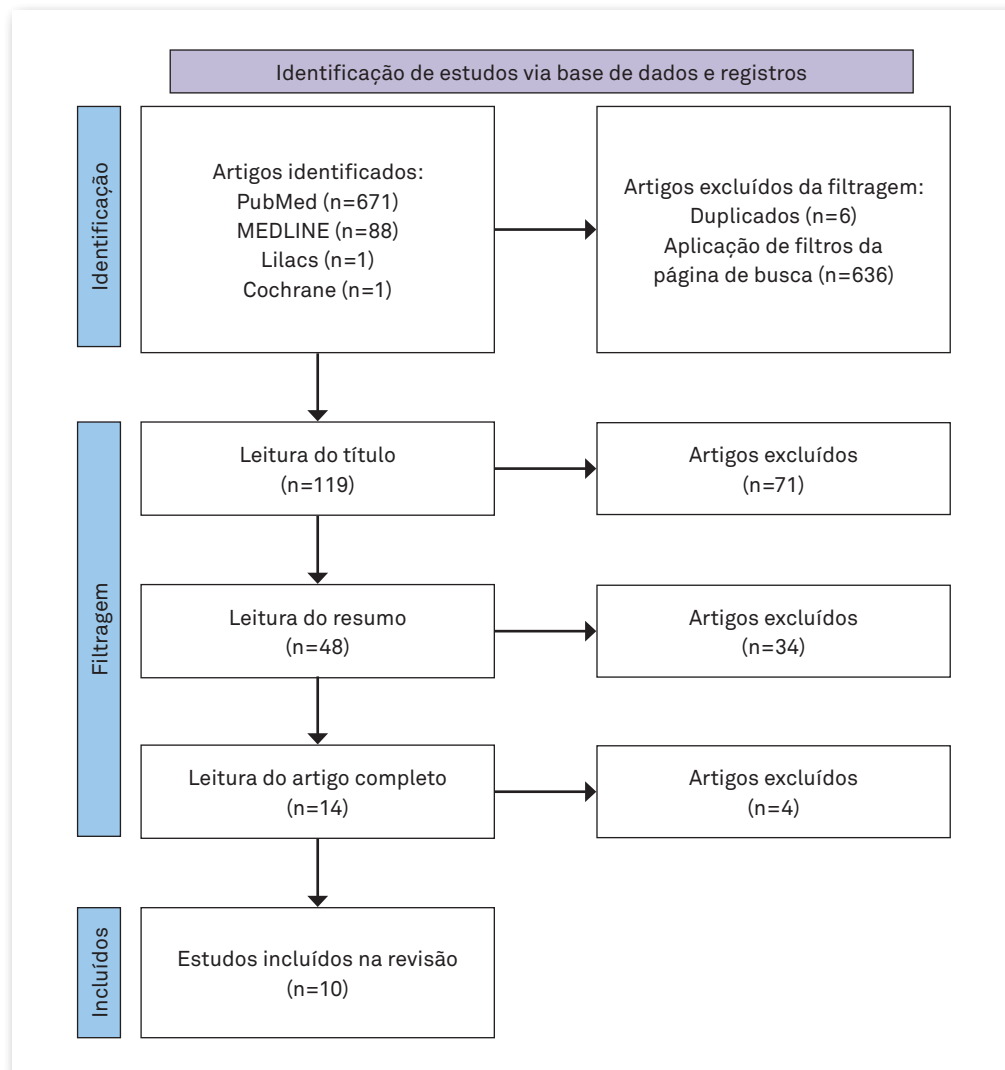 Identificação de estudos via base de dados e registros
Identificação
Artigos identificados:
PubMed (n=671)
MEDLINE (n=88)
Lilacs (n=1)
Cochrane (n=1)
Artigos excluídos da filtragem:
Duplicados (n=6)
Aplicação de filtros da
página de busca (n=636)
Filtragem
Leitura do título
(n=119)
Artigos excluídos
(n=71)
Leitura do resumo
(n=48)
Artigos excluídos
(n=34)
Leitura do artigo completo
(n=14)
Artigos excluídos
(n=4)
Incluídos
Estudos incluídos na revisão
(n=10)